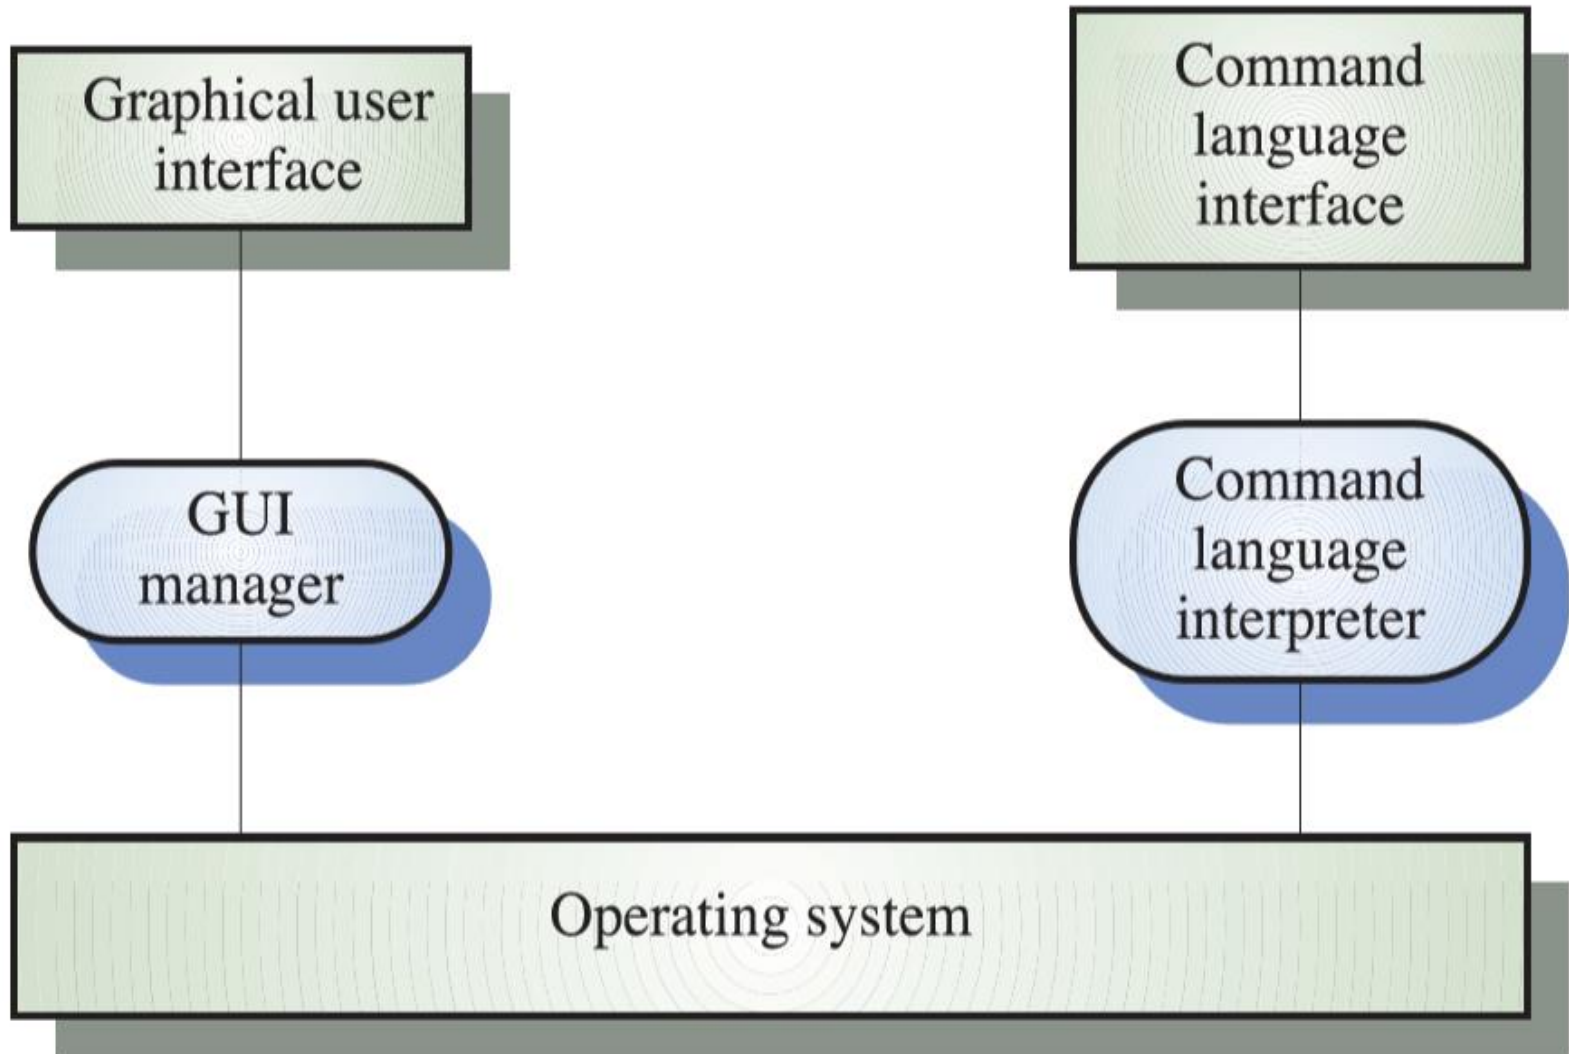 Graphical user
interface
Command
language
interface
GUI
manager
Command
language
interpreter
Operating system